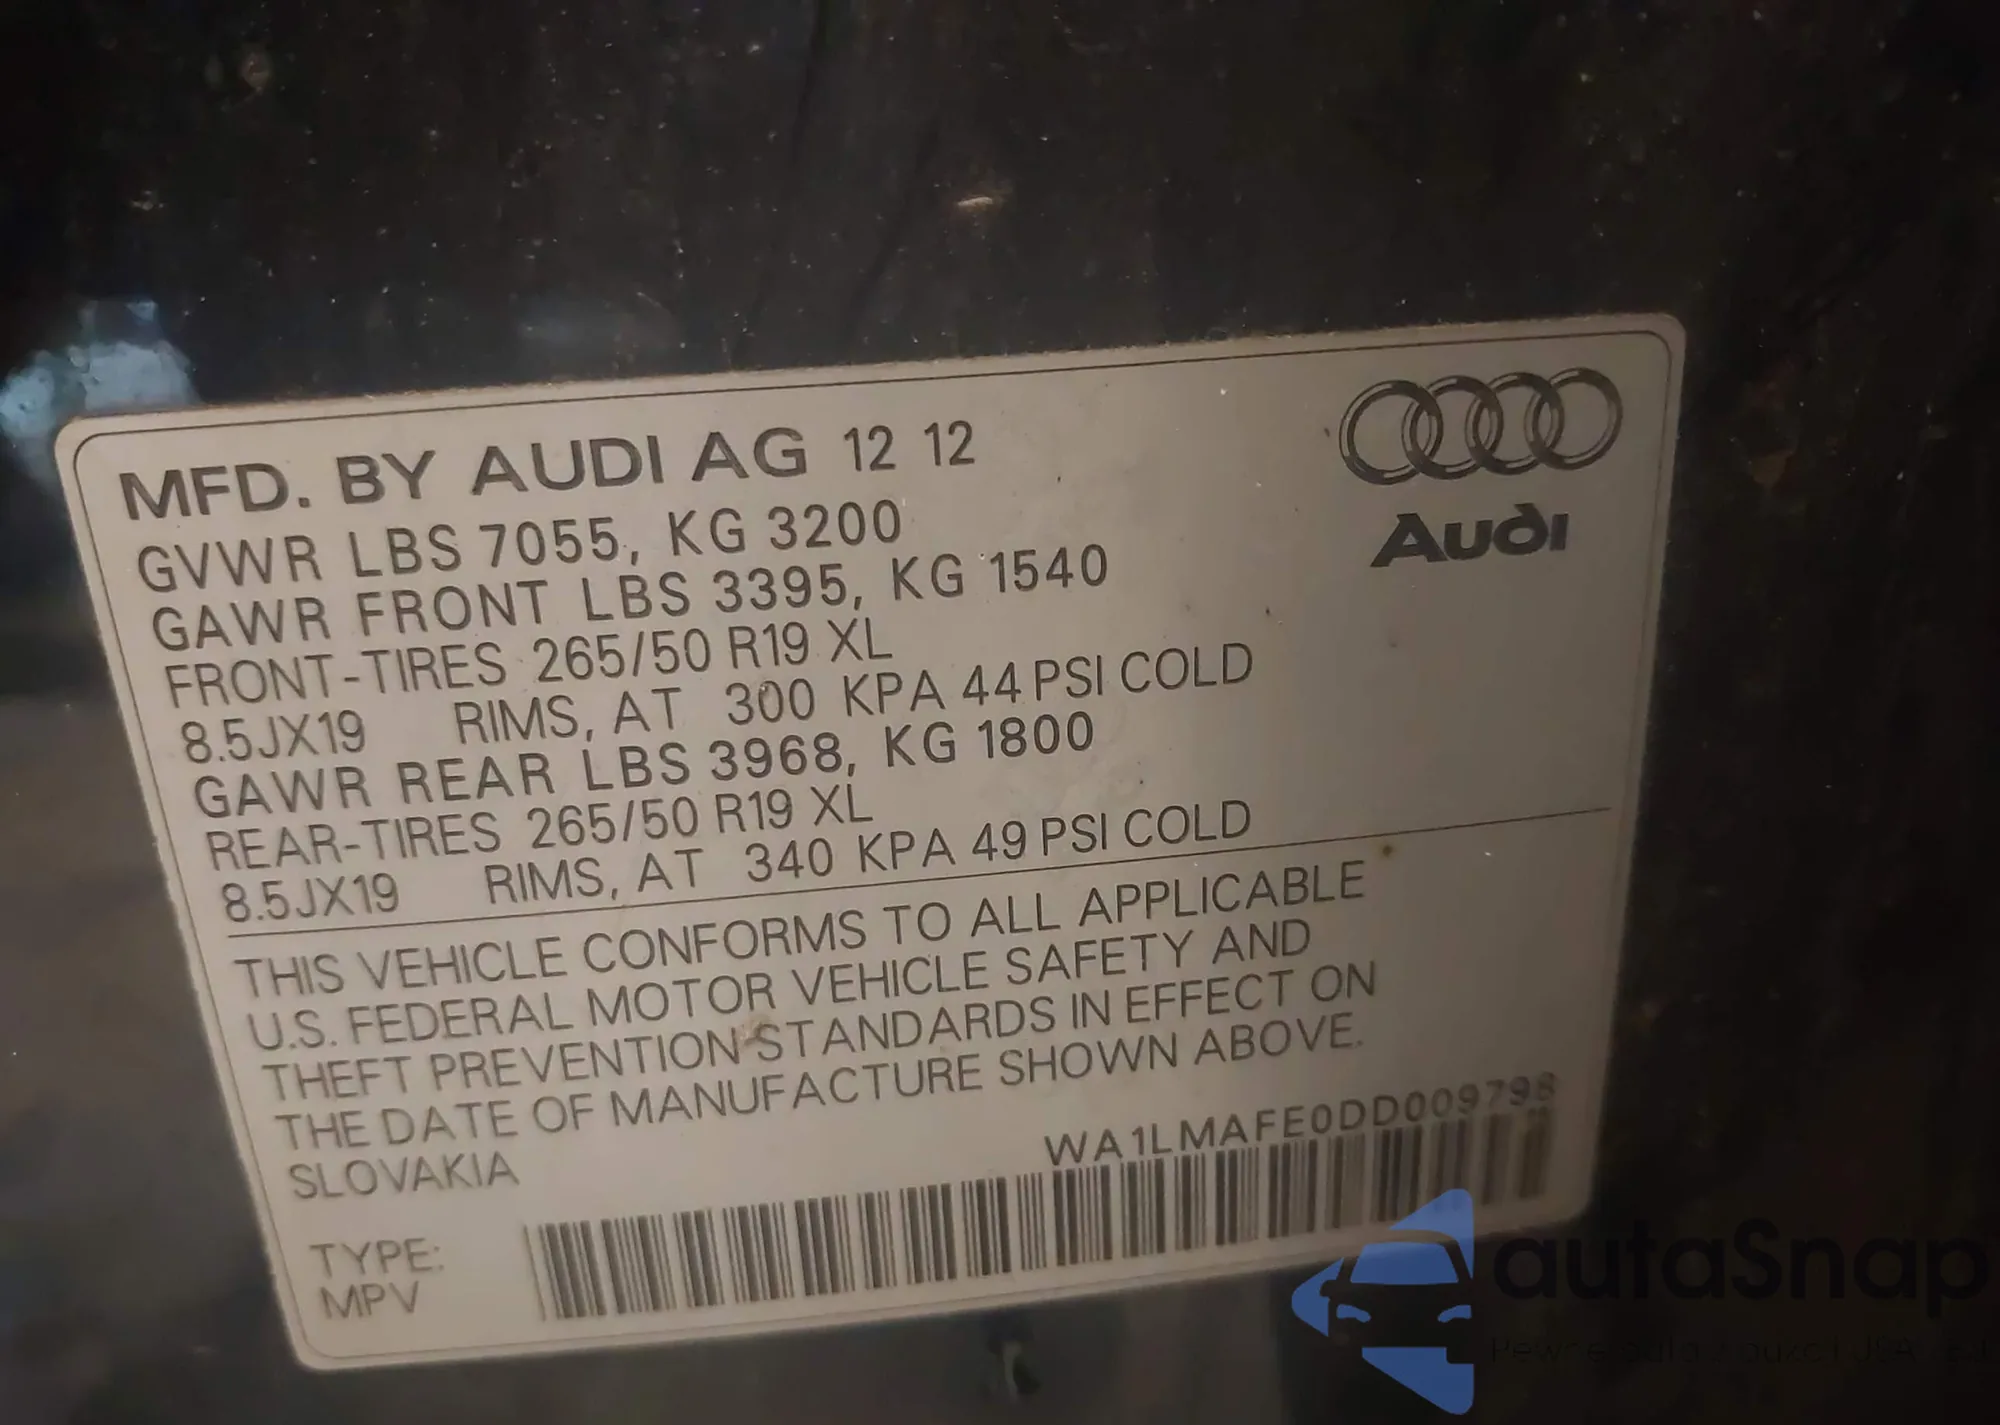 MFD. BY AUDI AG 12 12
GVWR LBS 7055, KG 3200
GAWR FRONT LBS 3395, KG 1540
FRONT-TIRES 265/50 R19 XL
8.5JX19 RIMS, AT 300 KPA 44 PSI COLD
GAWR REAR LBS 3968, KG 1800
REAR-TIRES 265/50 R19 XL
8.5JX19 RIMS, AT 340 KPA 49 PSI COLD
Audi
THIS VEHICLE CONFORMS TO ALL APPLICABLE
U.S. FEDERAL MOTOR VEHICLE SAFETY AND
THEFT PREVENTION STANDARDS IN EFFECT ON
THE DATE OF MANUFACTURE SHOWN ABOVE.
SLOVAKIA
WA1LMAFE0DD009798
TYPE:
MPV
autaSnap